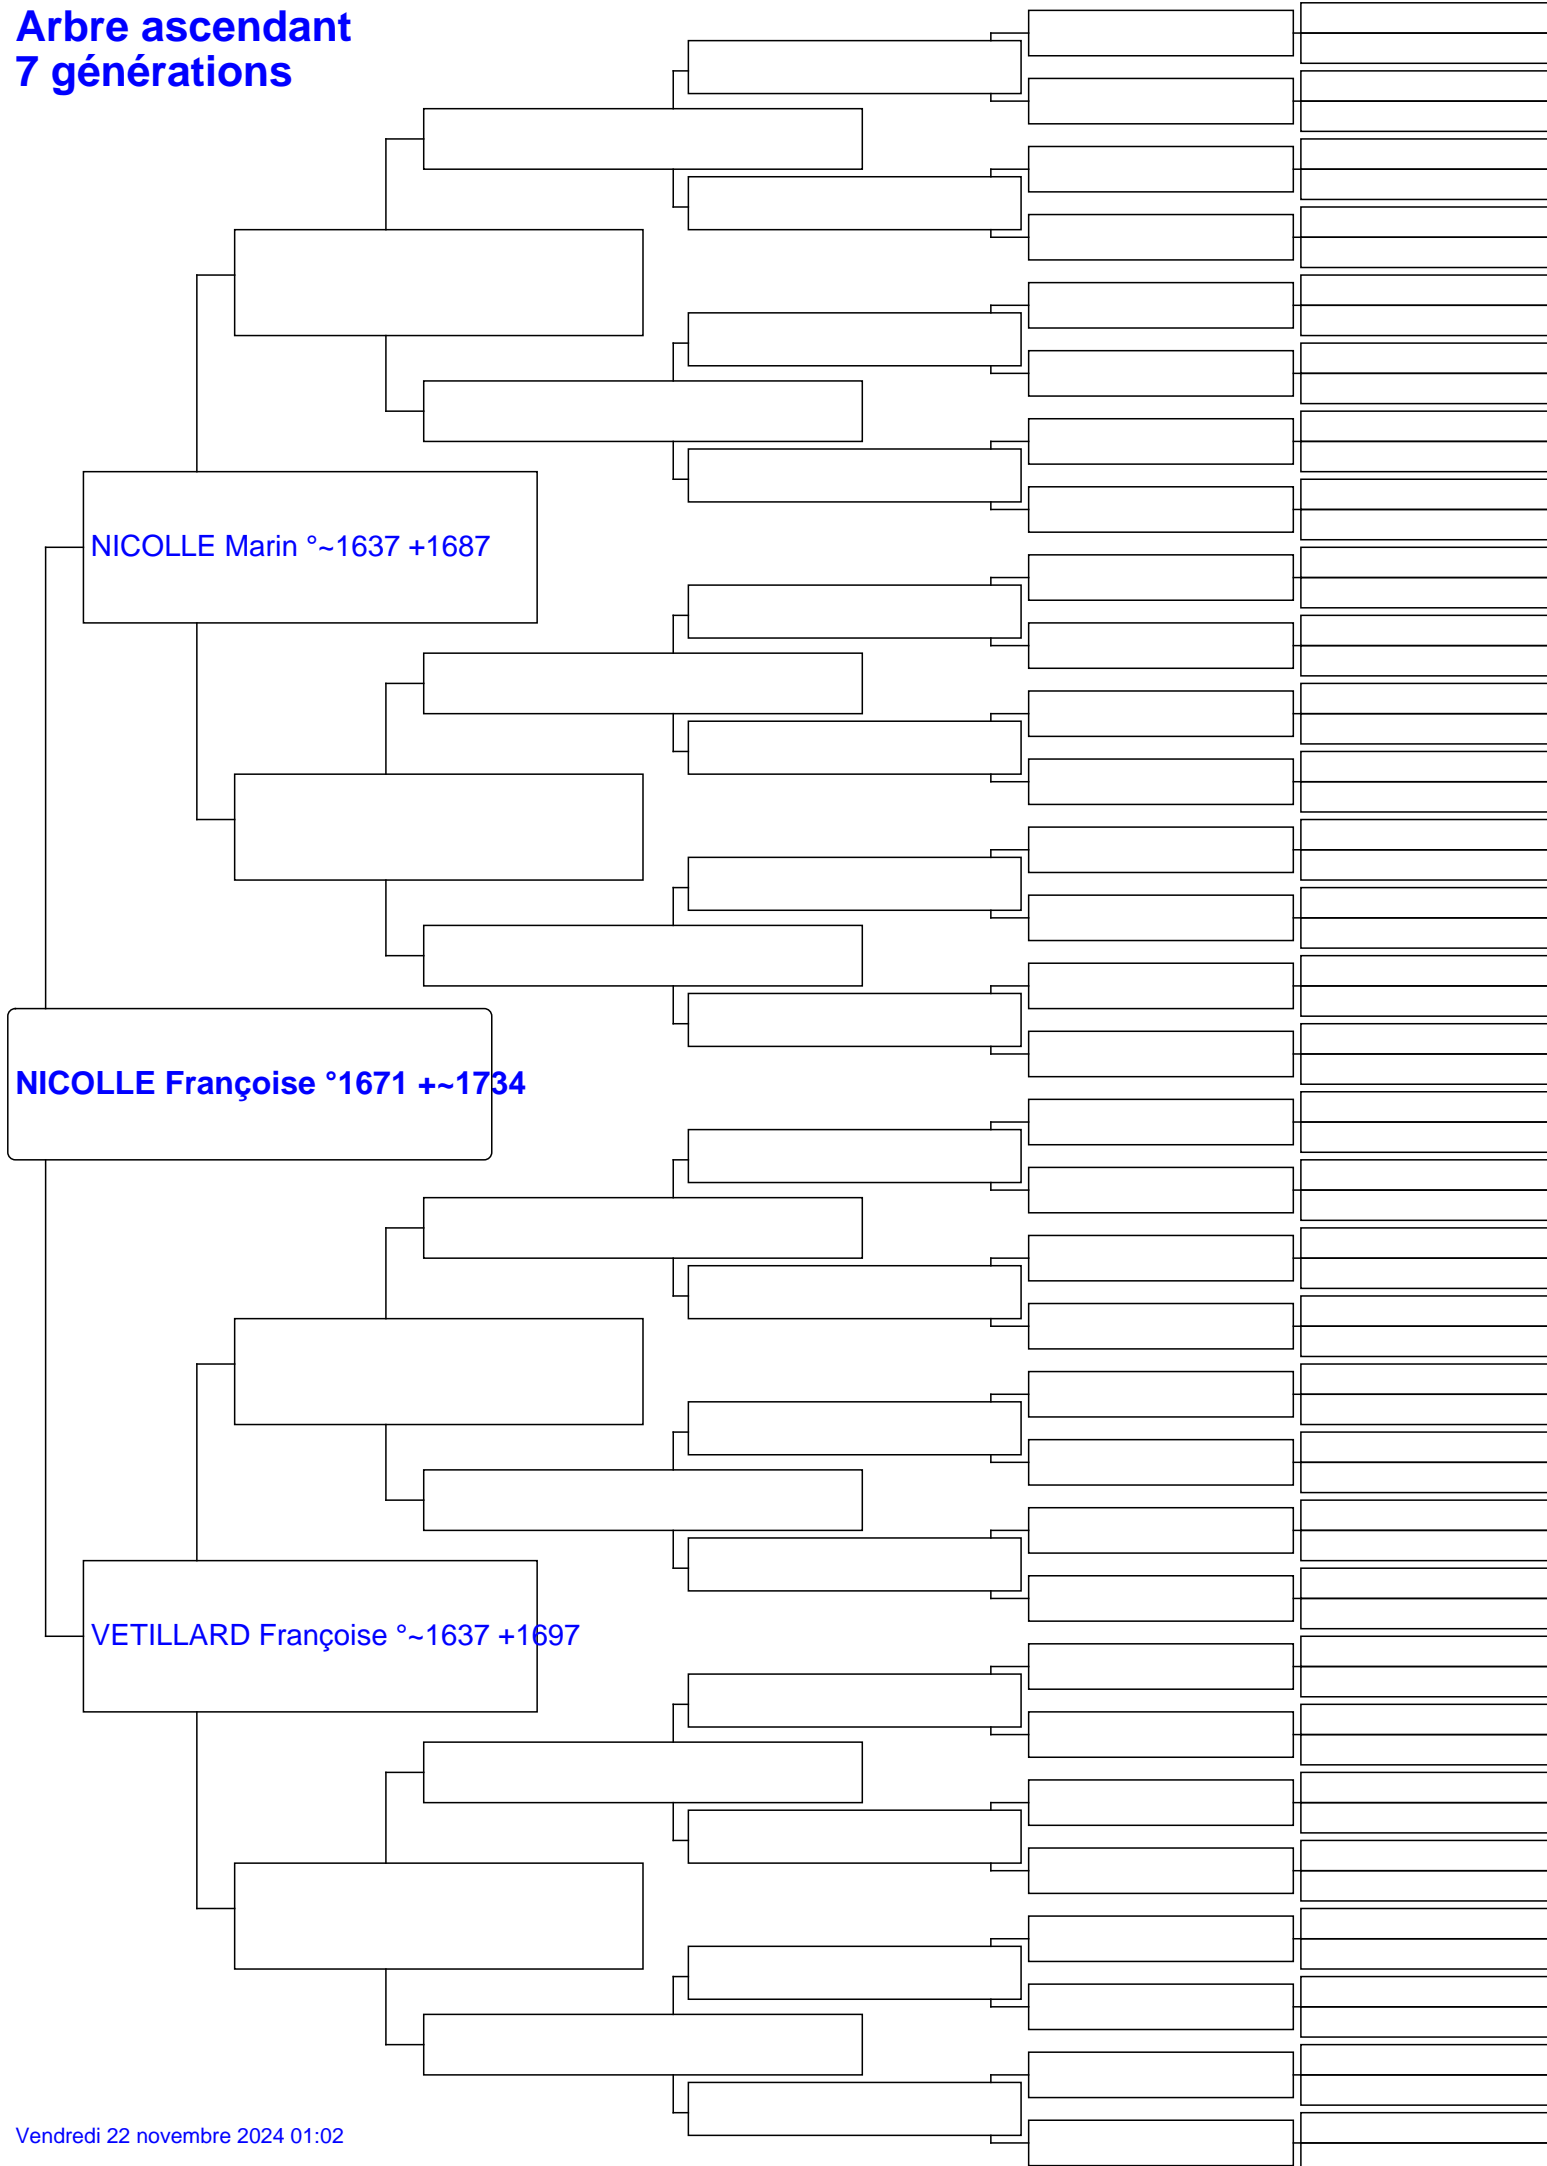 Arbre ascendant
7 générations
NICOLLE Marin °~1637 +1687
NICOLLE Françoise °1671 +~1734
VETILLARD Françoise °~1637 +1697
Vendredi 22 novembre 2024 01:02